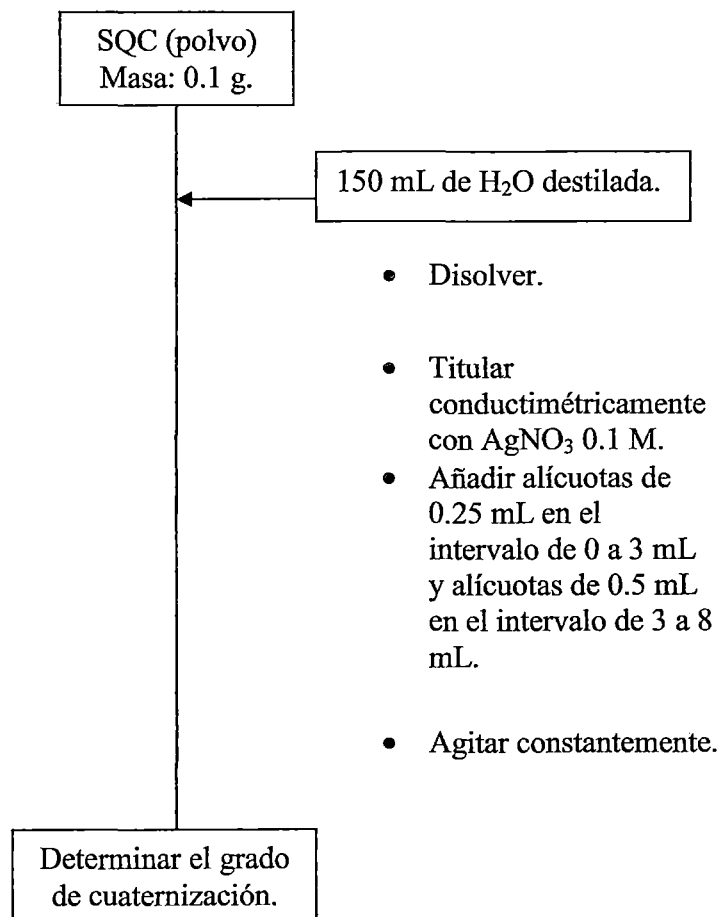 SQC (polvo)
Masa: 0.1 g.
150 mL de H₂O destilada.
• Disolver.
• Titular
conductimétricamente
con AgNO₃ 0.1 M.
• Añadir alícuotas de
0.25 mL en el
intervalo de 0 a 3 mL
y alícuotas de 0.5 mL
en el intervalo de 3 a 8
mL.
• Agitar constantemente.
Determinar el grado
de cuaternización.